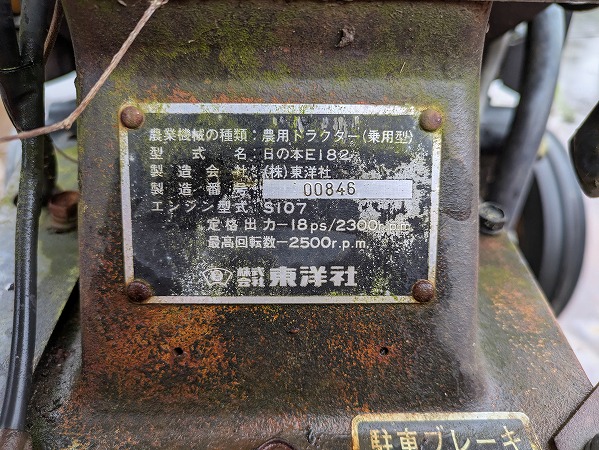 農業機械の種類：農用トラクター(乗用型)
型式名：日の本E182
製造会社：(株)東洋社
製造番号 00846
エンジン型式：S107
定格出力－18ps/2300r.p.m.
最高回転数－2500r.p.m.
株式会社 東洋社
駐車ブレーキ